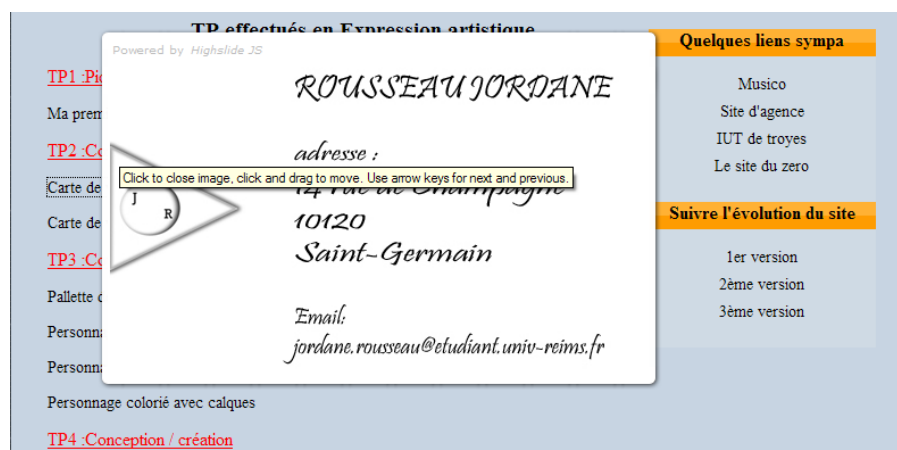 TP effectués en Expression artistique
TP1 :Pi
Ma prem
TP2 :Co
Carte de
Carte de
TP3 :Co
Pallette
Personna
Personna
Personnage colorié avec calques
TP4 :Conception / création
Powered by Highslide JS
ROUSSEAU JORDANE
adresse :
Click to close image, click and drag to move. Use arrow keys for next and previous.
14 rue de Champagne
10120
Saint-Germain
Email:
jordane.rousseau@etudiant.univ-reims.fr
J
R
Quelques liens sympa
Musico
Site d'agence
IUT de troyes
Le site du zero
Suivre l'évolution du site
1er version
2ème version
3ème version